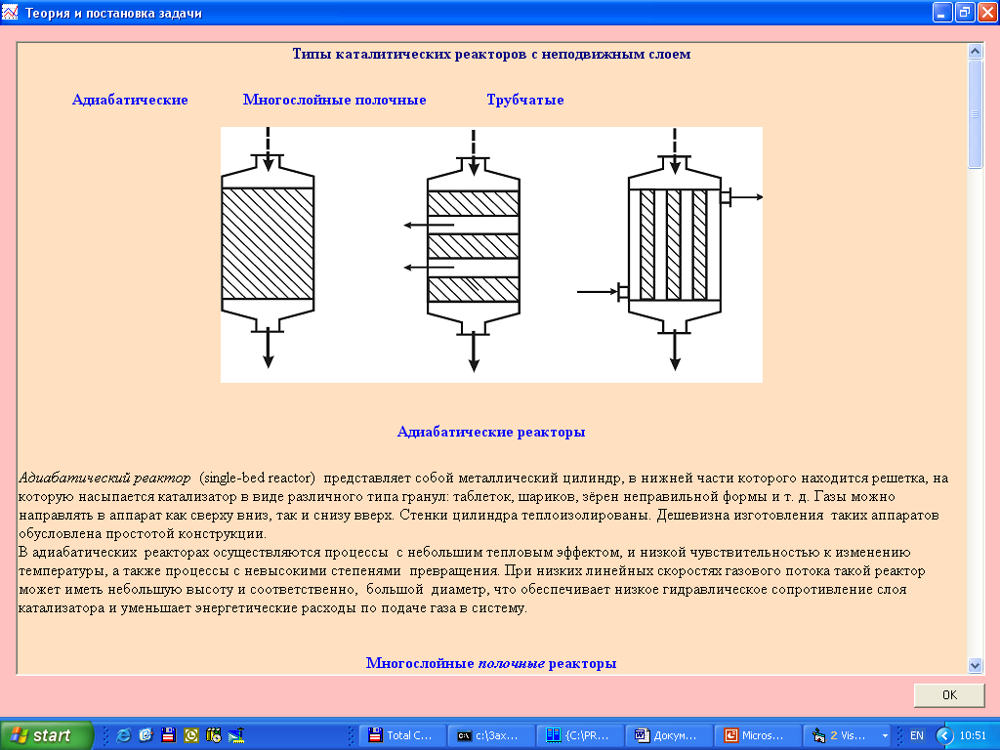 Теория и постановка задачи
Типы каталитических реакторов с неподвижным слоем
Адиабатические Многослойные полочные Трубчатые
Адиабатические реакторы
Адиабатический реактор (single-bed reactor) представляет собой металлический цилиндр, в нижней части которого находится решетка, на
которую насыпается катализатор в виде различного типа гранул: таблеток, шариков, зёрен неправильной формы и т. д. Газы можно
направлять в аппарат как сверху вниз, так и снизу вверх. Стенки цилиндра теплоизолированы. Дешевизна изготовления таких аппаратов
обусловлена простотой конструкции.
В адиабатических реакторах осуществляются процессы с небольшим тепловым эффектом, и низкой чувствительностью к изменению
температуры, а также процессы с невысокими степенями превращения. При низких линейных скоростях газового потока такой реактор
может иметь небольшую высоту и соответственно, большой диаметр, что обеспечивает низкое гидравлическое сопротивление слоя
катализатора и уменьшает энергетические расходы по подаче газа в систему.
Многослойные полочные реакторы
OK
start
Total C...
c:\Зах...
{C:\PR...
Докум...
Micros...
2 Vis...
EN
10:51